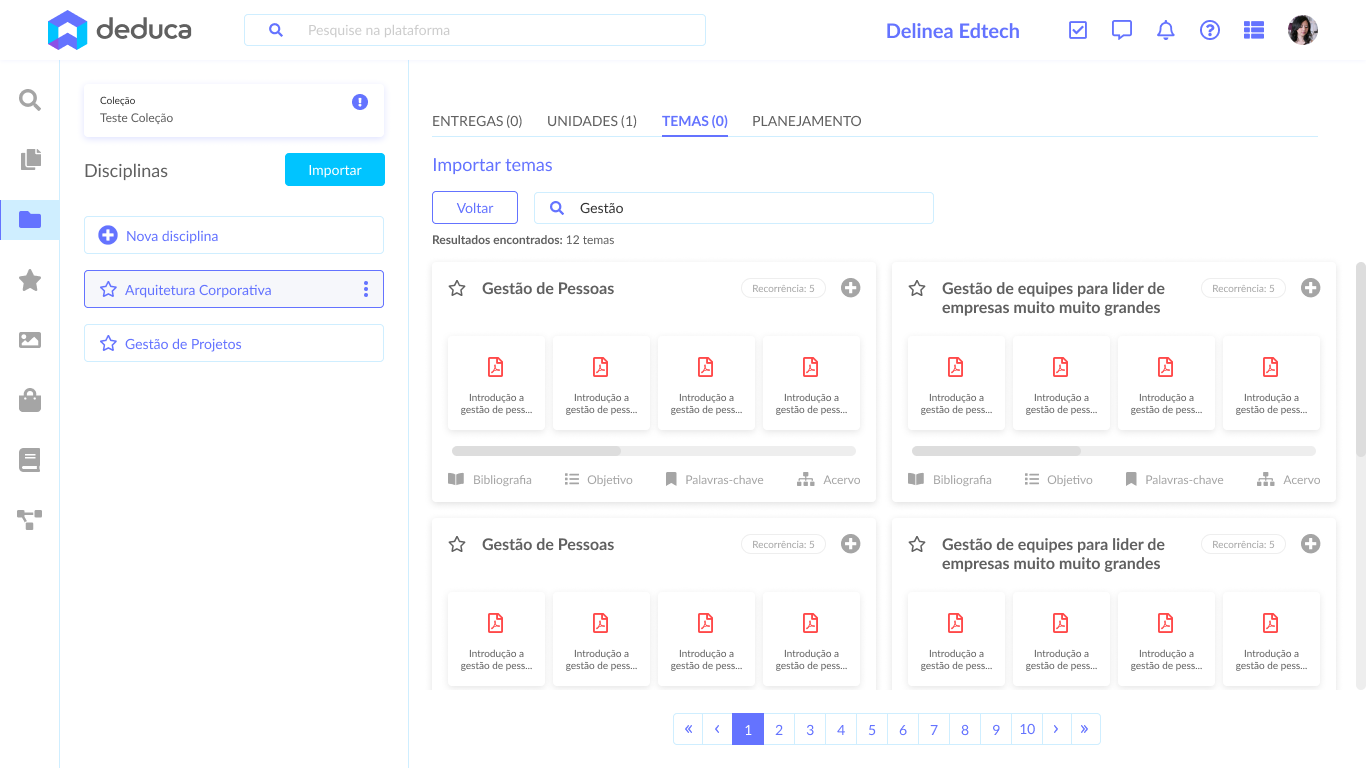 deduca
Pesquise na plataforma
Delinea Edtech
Coleção
Teste Coleção
Disciplinas
Importar
Nova disciplina
Arquitetura Corporativa
Gestão de Projetos
ENTREGAS (0) UNIDADES (1) TEMAS (0) PLANEJAMENTO
Importar temas
Voltar
Gestão
Resultados encontrados: 12 temas
Gestão de Pessoas
Recorrência: 5
Introdução a
gestão de pess...
Introdução a
gestão de pess...
Introdução a
gestão de pess...
Introdução a
gestão de pess...
Bibliografia Objetivo Palavras-chave Acervo
Gestão de equipes para lider de
empresas muito muito grandes
Recorrência: 5
Introdução a
gestão de pess...
Introdução a
gestão de pess...
Introdução a
gestão de pess...
Introdução a
gestão de pess...
Bibliografia Objetivo Palavras-chave Acervo
Gestão de Pessoas
Recorrência: 5
Introdução a
gestão de pess...
Introdução a
gestão de pess...
Introdução a
gestão de pess...
Introdução a
gestão de pess...
Gestão de equipes para lider de
empresas muito muito grandes
Recorrência: 5
Introdução a
gestão de pess...
Introdução a
gestão de pess...
Introdução a
gestão de pess...
Introdução a
gestão de pess...
« ‹ 1 2 3 4 5 6 7 8 9 10 › »